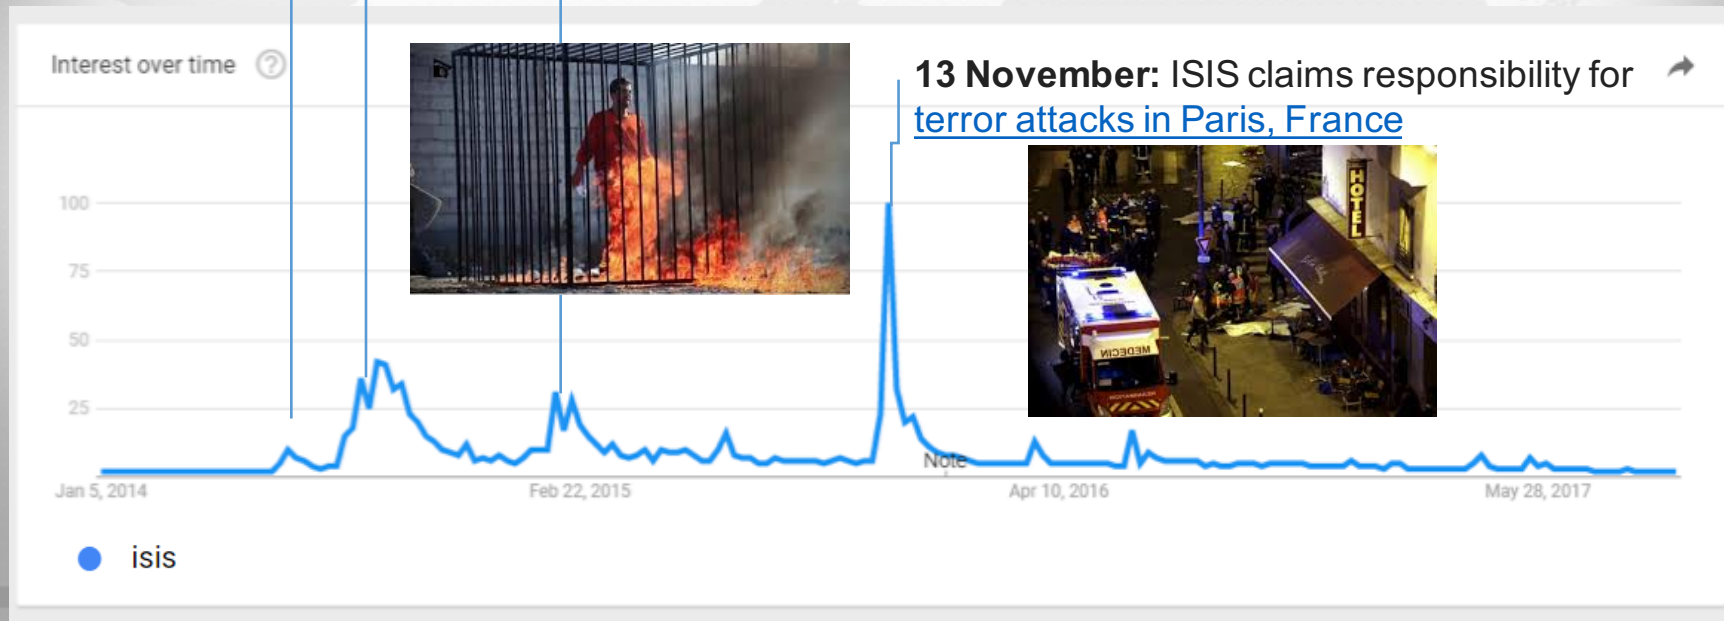 Interest over time ?
13 November: ISIS claims responsibility for
terror attacks in Paris, France
HOTEL
MEDECIN
100
75
50
25
Note
Jan 5, 2014
Feb 22, 2015
Apr 10, 2016
May 28, 2017
isis